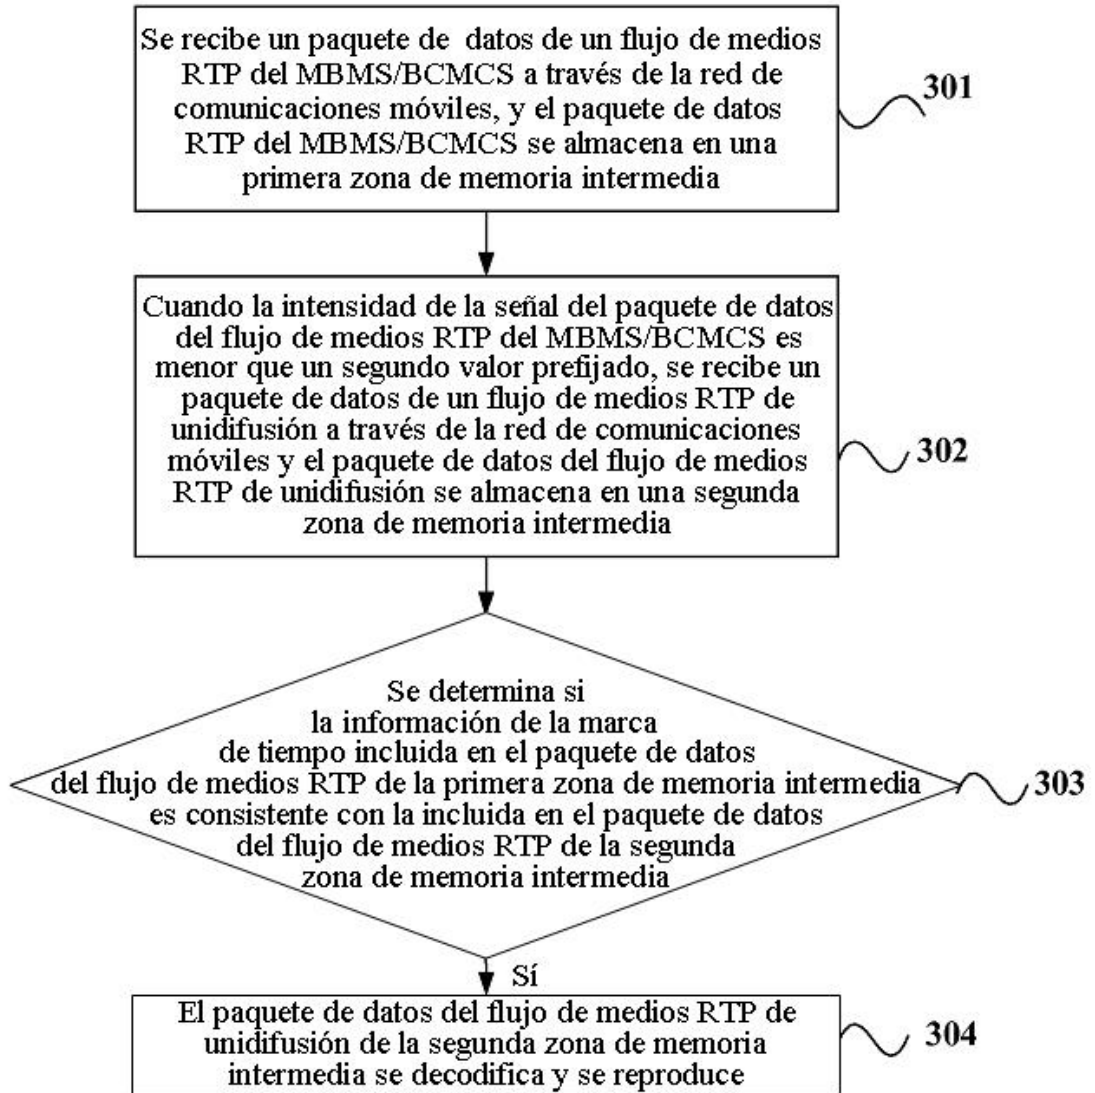 Se recibe un paquete de datos de un flujo de medios
RTP del MBMS/BCMCS a través de la red de
comunicaciones móviles, y el paquete de datos
RTP del MBMS/BCMCS se almacena en una
primera zona de memoria intermedia
301
Cuando la intensidad de la señal del paquete de datos
del flujo de medios RTP del MBMS/BCMCS es
menor que un segundo valor prefijado, se recibe un
paquete de datos de un flujo de medios RTP de
unidifusión a través de la red de comunicaciones
móviles y el paquete de datos del flujo de medios
RTP de unidifusión se almacena en una segunda
zona de memoria intermedia
302
Se determina si
la información de la marca
de tiempo incluida en el paquete de datos
del flujo de medios RTP de la primera zona de memoria intermedia
es consistente con la incluida en el paquete de datos
del flujo de medios RTP de la segunda
zona de memoria intermedia
303
Sí
El paquete de datos del flujo de medios RTP de
unidifusión de la segunda zona de memoria
intermedia se decodifica y se reproduce
304